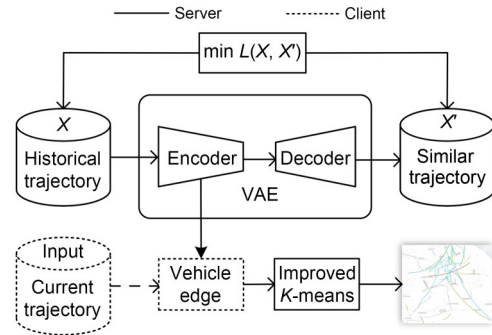 Server
Client
min L(X, X′)
X
Historical
trajectory
Encoder
Decoder
VAE
X′
Similar
trajectory
Input
Current
trajectory
Vehicle
edge
Improved
K-means